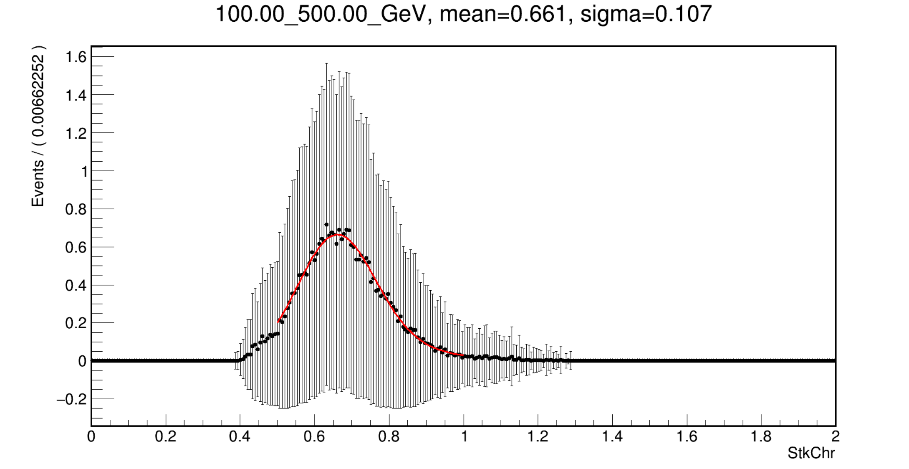 100.00_500.00_GeV, mean=0.661, sigma=0.107
Events / ( 0.00662252 )
1.6
1.4
1.2
1
0.8
0.6
0.4
0.2
0
−0.2
0 0.2 0.4 0.6 0.8 1 1.2 1.4 1.6 1.8 2
StkChr